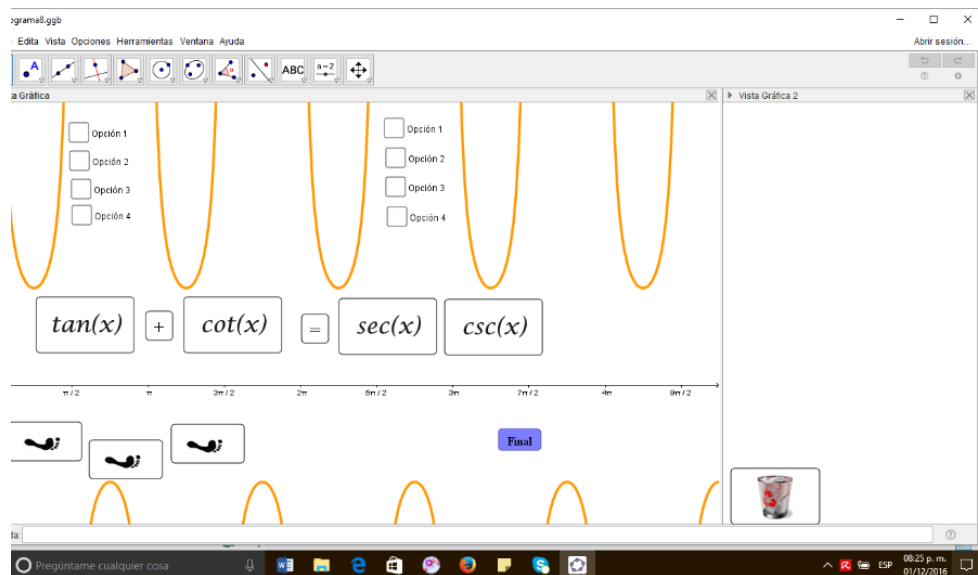 ograma8.ggb
Edita Vista Opciones Herramientas Ventana Ayuda
Abrir sesión...
A
ABC
a=2
a Gráfica
Vista Gráfica 2
Opción 1
Opción 2
Opción 3
Opción 4
Opción 1
Opción 2
Opción 3
Opción 4
tan(x) + cot(x) = sec(x) csc(x)
π/2 π 3π/2 2π 5π/2 3π 7π/2 4π 9π/2
Final
da:
Pregúntame cualquier cosa
ESP
08:25 p. m.
01/12/2016